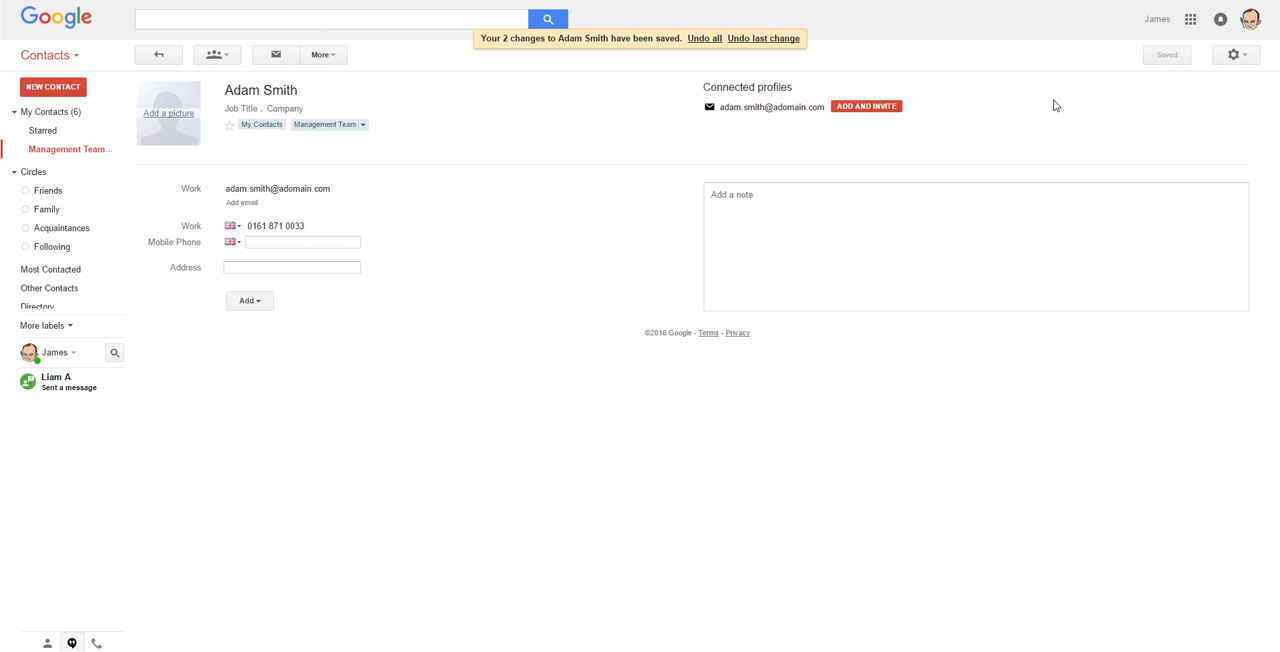 Google
James
Your 2 changes to Adam Smith have been saved. Undo all Undo last change
Contacts
More
Saved
NEW CONTACT
My Contacts (6)
Starred
Management Team...
Circles
Friends
Family
Acquaintances
Following
Most Contacted
Other Contacts
Directory
More labels
James
Liam A
Sent a message
Add a picture
Adam Smith
Job Title . Company
My Contacts Management Team
Connected profiles
adam.smith@adomain.com ADD AND INVITE
Work adam.smith@adomain.com
Add email
Work 0161 871 0033
Mobile Phone
Address
Add
Add a note
©2016 Google - Terms - Privacy